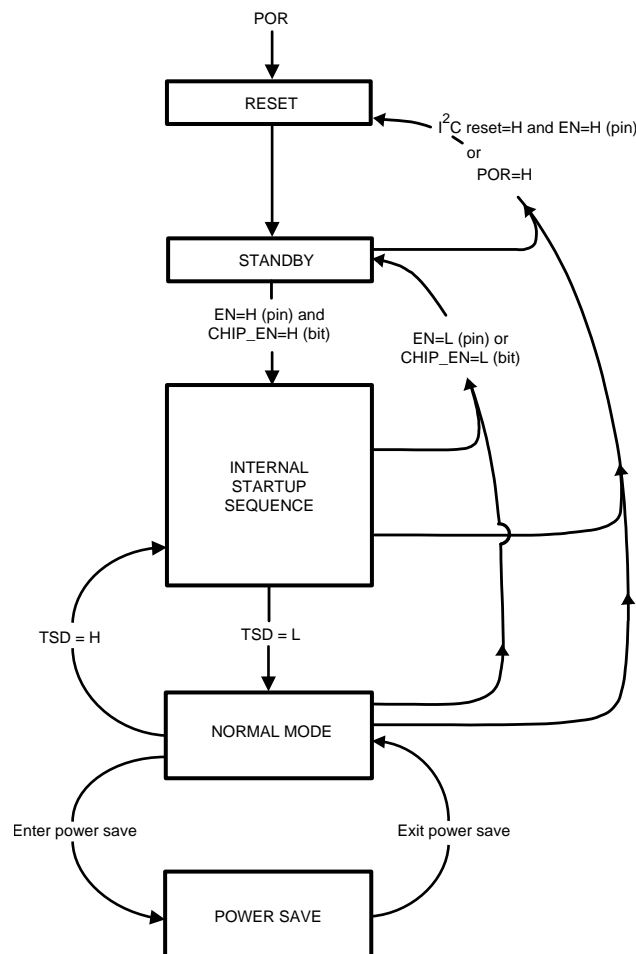 POR
RESET
I2C reset=H and EN=H (pin)
or
POR=H
STANDBY
EN=H (pin) and
CHIP_EN=H (bit)
EN=L (pin) or
CHIP_EN=L (bit)
INTERNAL
STARTUP
SEQUENCE
TSD = H
TSD = L
NORMAL MODE
Enter power save
Exit power save
POWER SAVE